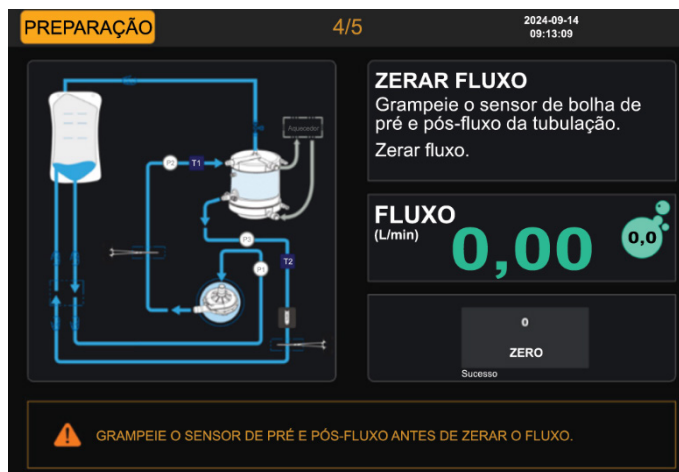 PREPARAÇÃO
4/5
2024-09-14
09:13:09
ZERAR FLUXO
Grampeie o sensor de bolha de
pré e pós-fluxo da tubulação.
Zerar fluxo.
Aquecedor
P2
T1
P3
T2
P1
FLUXO
(L/min)
0,00
0,0
0
ZERO
Sucesso
GRAMPEIE O SENSOR DE PRÉ E PÓS-FLUXO ANTES DE ZERAR O FLUXO.